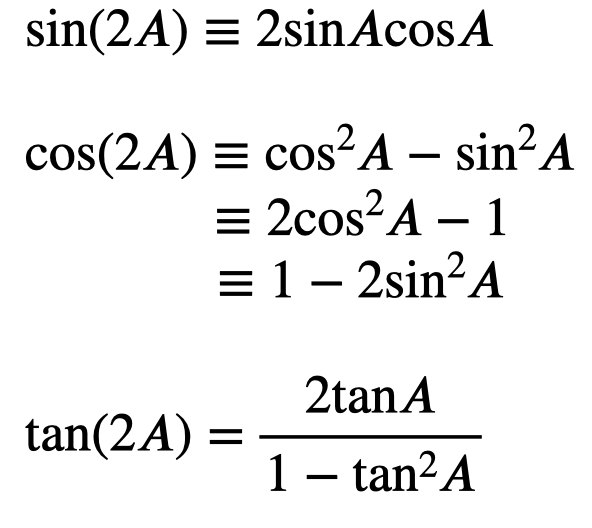 sin(2A) ≡ 2sinAcosA
cos(2A) ≡ cos²A − sin²A
≡ 2cos²A − 1
≡ 1 − 2sin²A
tan(2A) = 2tanA / 1 − tan²A